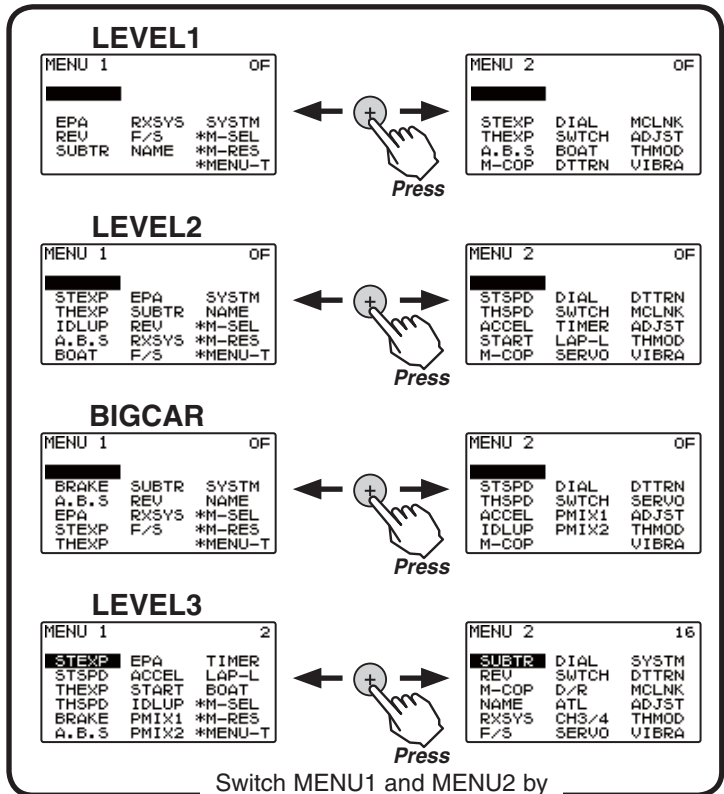 LEVEL1
MENU 1 OF
EPA RXSYS SYSTM
REV F/S *M-SEL
SUBTR NAME *M-RES
*MENU-T
+
Press
MENU 2 OF
STEXP DIAL MCLNK
THEXP SWTCH ADJST
A.B.S BOAT THMOD
M-COP DTTRN VIBRA
LEVEL2
MENU 1 OF
STEXP EPA SYSTM
THEXP SUBTR NAME
IDLUP REV *M-SEL
A.B.S RXSYS *M-RES
BOAT F/S *MENU-T
+
Press
MENU 2 OF
STSPD DIAL DTTRN
THSPD SWTCH MCLNK
ACCEL TIMER ADJST
START LAP-L THMOD
M-COP SERVO VIBRA
BIGCAR
MENU 1 OF
BRAKE SUBTR SYSTM
A.B.S REV NAME
EPA RXSYS *M-SEL
STEXP F/S *M-RES
THEXP *MENU-T
+
Press
MENU 2 OF
STSPD DIAL DTTRN
THSPD SWTCH SERVO
ACCEL PMIX1 ADJST
IDLUP PMIX2 THMOD
M-COP VIBRA
LEVEL3
MENU 1 2
STEXP EPA TIMER
STSPD ACCEL LAP-L
THEXP START BOAT
THSPD IDLUP *M-SEL
BRAKE PMIX1 *M-RES
A.B.S PMIX2 *MENU-T
+
Press
MENU 2 16
SUBTR DIAL SYSTM
REV SWTCH DTTRN
M-COP D/R MCLNK
NAME ATL ADJST
RXSYS CH3/4 THMOD
F/S SERVO VIBRA
Switch MENU1 and MENU2 by